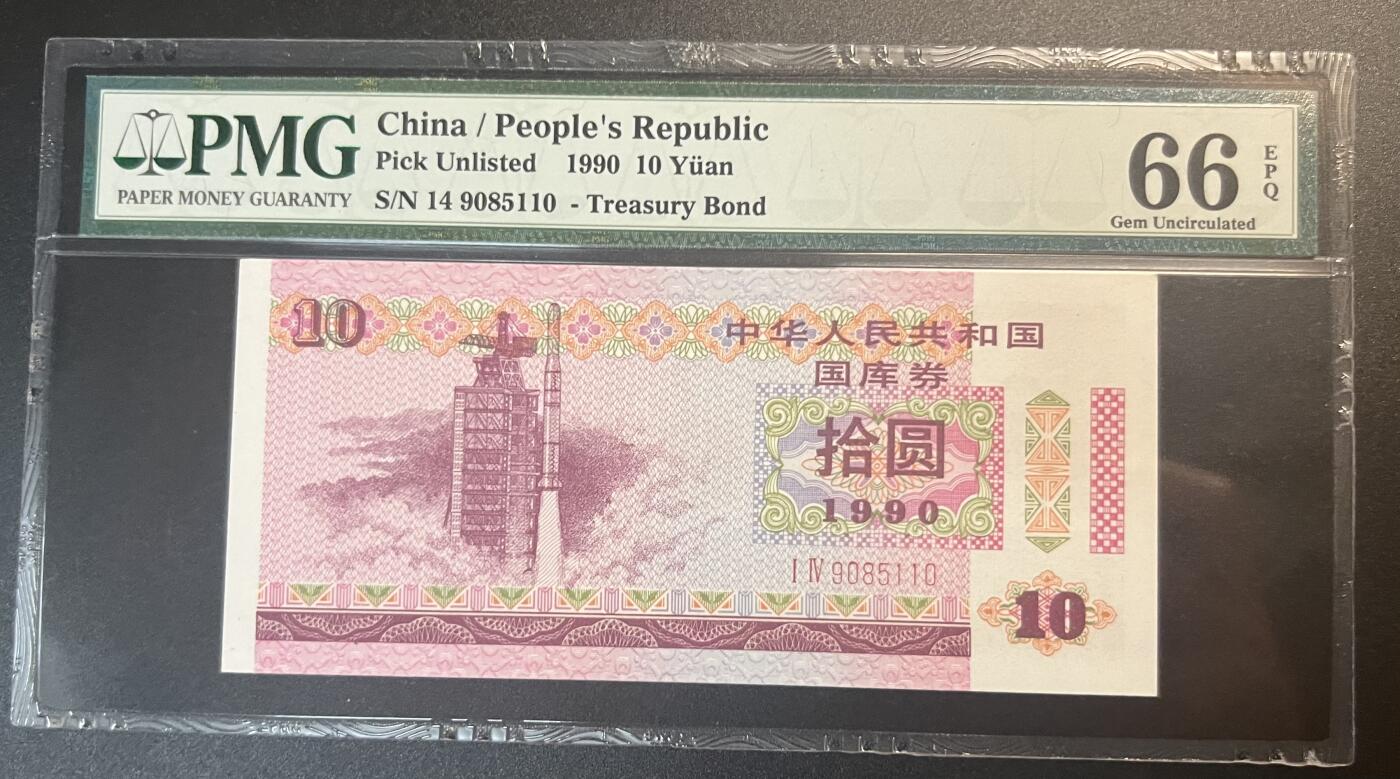 PMG
PAPER MONEY GUARANTY
China / People's Republic
Pick Unlisted 1990 10 Yüan
S/N 14 9085110 - Treasury Bond
66
EPQ
Gem Uncirculated
10
中华人民共和国
国库券
拾圆
1990
I IV 9085110
10